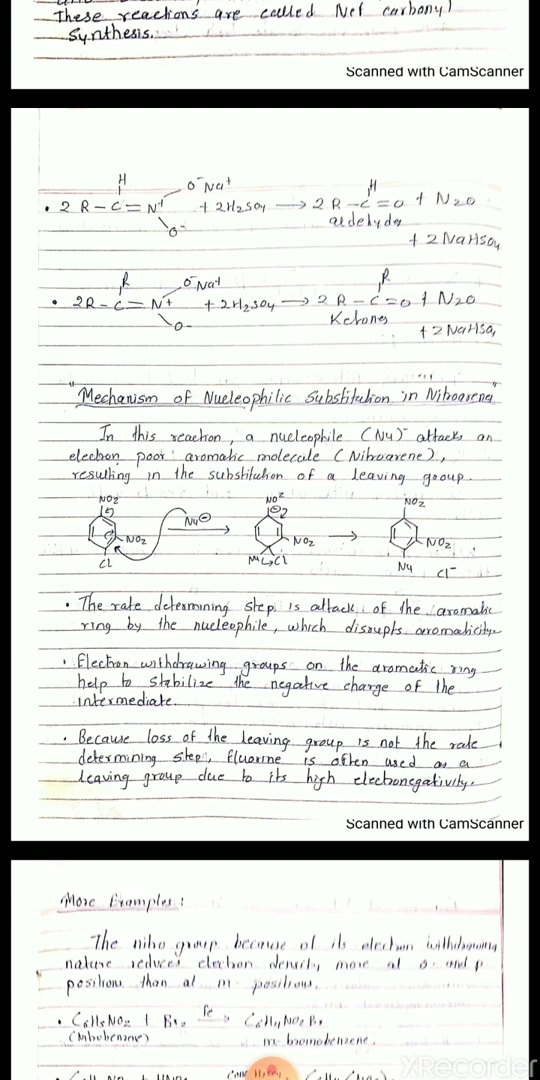 These reactions are called Nef carbonyl
Synthesis.
Scanned with CamScanner
H
O⁻Na⁺
• 2 R – C = N⁺ + 2H₂SO₄ ⟶ 2 R – C = O + N₂O
O⁻
H
aldehyde
+ 2 NaHSO₄
R
O⁻Na⁺
• 2R – C = N⁺ + 2H₂SO₄ ⟶ 2 R – C = O + N₂O
O⁻
R
Ketones
+ 2 NaHSO₄
"Mechanism of Nucleophilic Substitution in Nitroarene"
In this reaction, a nucleophile (Nu)⁻ attacks an
electron poor aromatic molecule (Nitroarene),
resulting in the substitution of a leaving group.
NO₂ NO₂ NO₂
Nu⊖
NO₂ NO₂ NO₂
Cl Nu Cl Nu Cl⁻
• The rate determining step is attack of the aromatic
ring by the nucleophile, which disrupts aromaticity.
• Electron withdrawing groups on the aromatic ring
help to stabilize the negative charge of the
intermediate.
• Because loss of the leaving group is not the rate
determining step, fluorine is often used as a
leaving group due to its high electronegativity.
Scanned with CamScanner
More Examples :
The nitro group because of its electron withdrawing
nature reduces electron density more at o and p
positions than at m positions.
• C₆H₅NO₂ + Br₂ Fe ⟶ C₆H₄NO₂Br
(Nitrobenzene) m-bromobenzene.
XRecorder